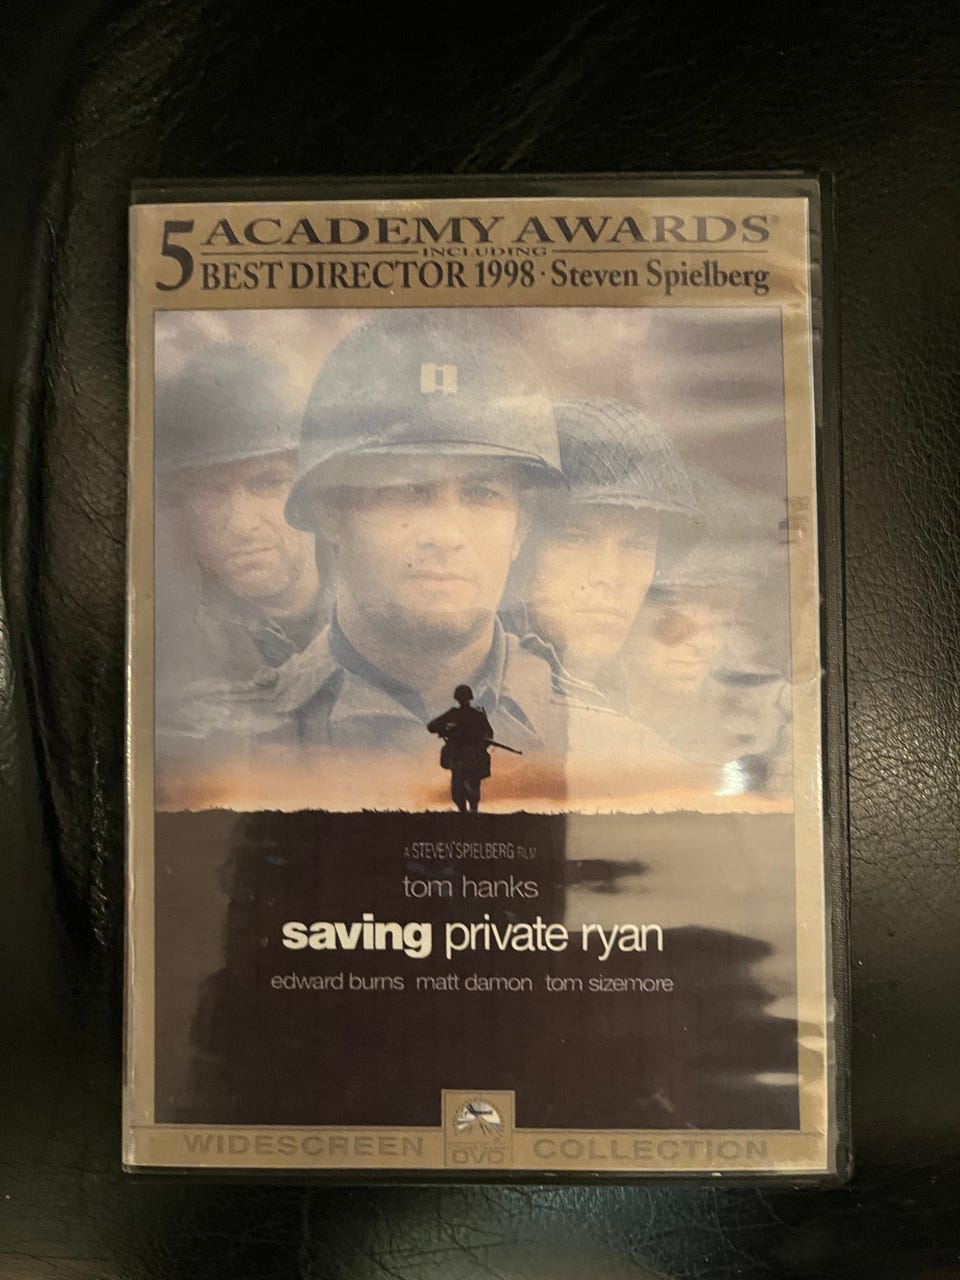 5 ACADEMY AWARDS®
INCLUDING
BEST DIRECTOR 1998 · Steven Spielberg
A STEVEN SPIELBERG FILM
tom hanks
saving private ryan
edward burns matt damon tom sizemore
WIDESCREEN DVD COLLECTION